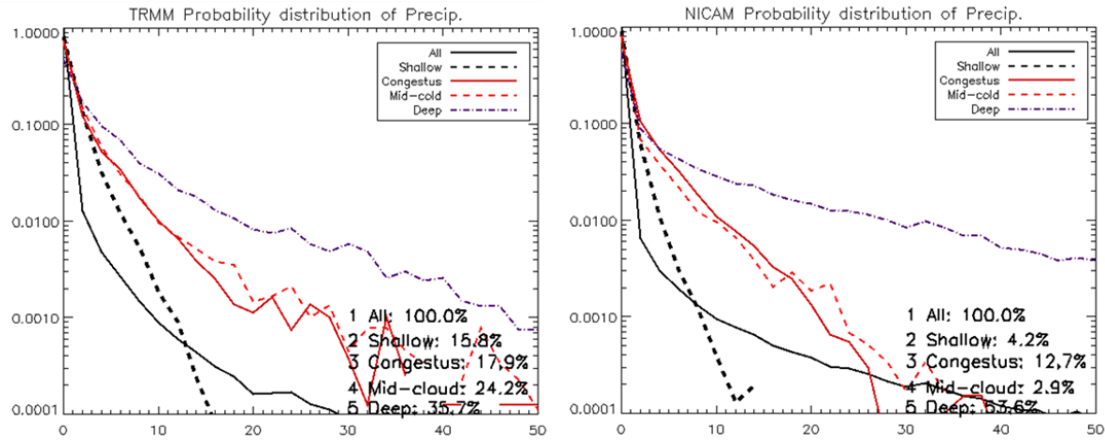 TRMM Probability distribution of Precip.
1.0000
0.1000
0.0100
0.0010
0.0001
0 10 20 30 40 50
All
Shallow
Congestus
Mid-cold
Deep
1 All: 100.0%
2 Shallow: 15.8%
3 Congestus: 17.9%
4 Mid-cloud: 24.2%
5 Deep: 35.7%
NICAM Probability distribution of Precip.
1.0000
0.1000
0.0100
0.0010
0.0001
0 10 20 30 40 50
All
Shallow
Congestus
Mid-cold
Deep
1 All: 100.0%
2 Shallow: 4.2%
3 Congestus: 12.7%
4 Mid-cloud: 2.9%
5 Deep: 53.6%